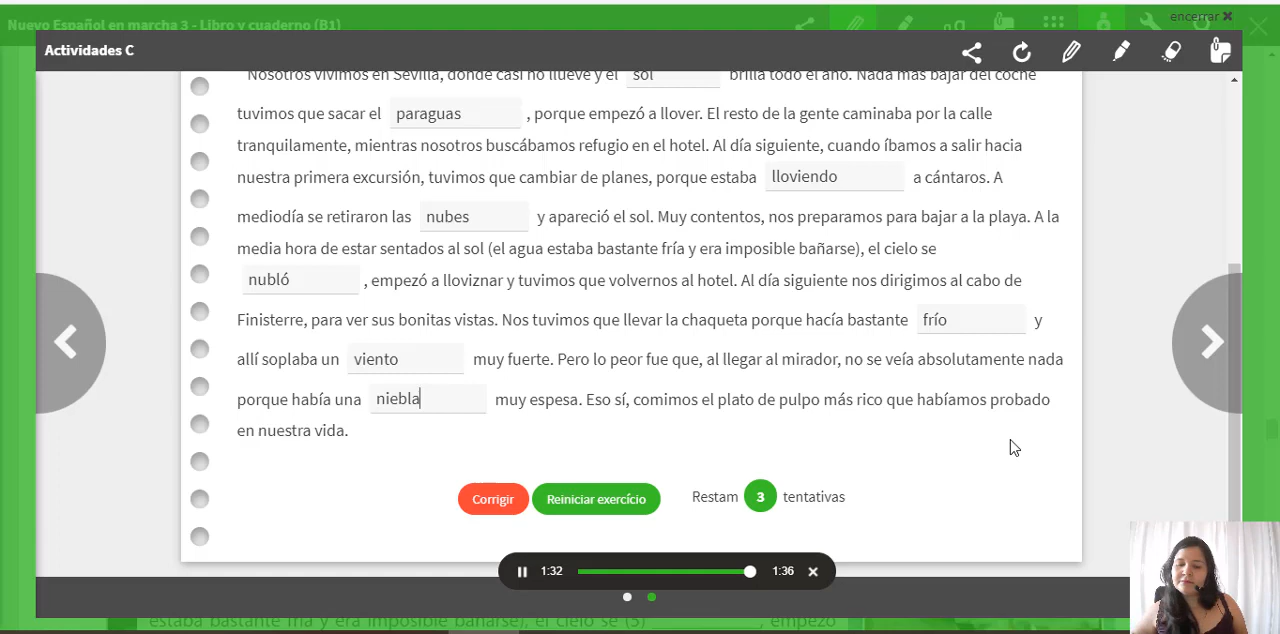 Nuevo Español en marcha 3 - Libro y cuaderno (B1)
encerrar ✕
Actividades C
Nosotros vivimos en Sevilla, donde casi no llueve y el sol brilla todo el año. Nada más bajar del coche
tuvimos que sacar el paraguas , porque empezó a llover. El resto de la gente caminaba por la calle
tranquilamente, mientras nosotros buscábamos refugio en el hotel. Al día siguiente, cuando íbamos a salir hacia
nuestra primera excursión, tuvimos que cambiar de planes, porque estaba lloviendo a cántaros. A
mediodía se retiraron las nubes y apareció el sol. Muy contentos, nos preparamos para bajar a la playa. A la
media hora de estar sentados al sol (el agua estaba bastante fría y era imposible bañarse), el cielo se
nubló , empezó a lloviznar y tuvimos que volvernos al hotel. Al día siguiente nos dirigimos al cabo de
Finisterre, para ver sus bonitas vistas. Nos tuvimos que llevar la chaqueta porque hacía bastante frío y
allí soplaba un viento muy fuerte. Pero lo peor fue que, al llegar al mirador, no se veía absolutamente nada
porque había una niebla muy espesa. Eso sí, comimos el plato de pulpo más rico que habíamos probado
en nuestra vida.
Corrigir Reiniciar exercício Restam 3 tentativas
1:32 1:36
estaba bastante fría y era imposible bañarse), el cielo se (5) ____________, empezó